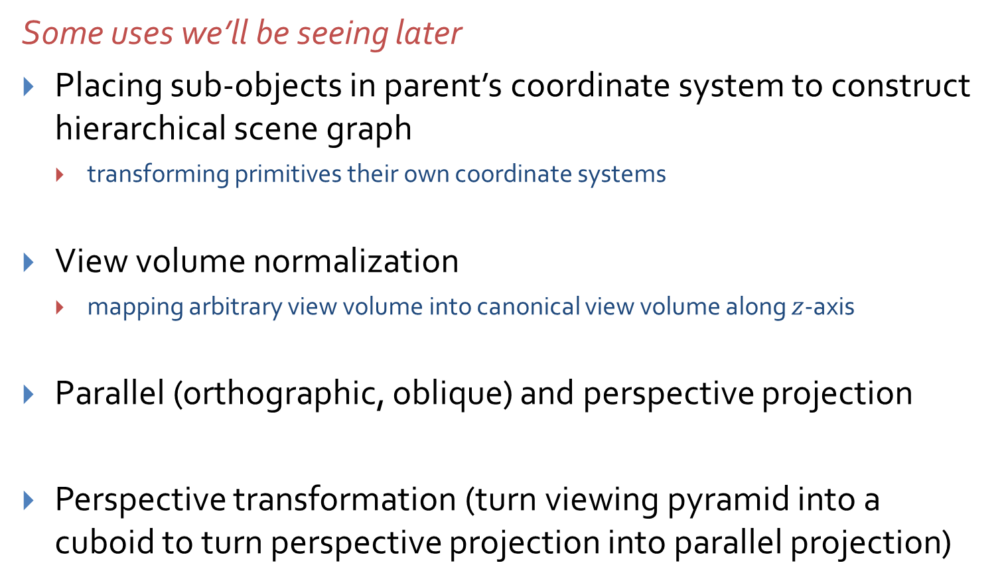 Some uses we’ll be seeing later
Placing sub-objects in parent’s coordinate system to construct
hierarchical scene graph
transforming primitives their own coordinate systems
View volume normalization
mapping arbitrary view volume into canonical view volume along z-axis
Parallel (orthographic, oblique) and perspective projection
Perspective transformation (turn viewing pyramid into a
cuboid to turn perspective projection into parallel projection)